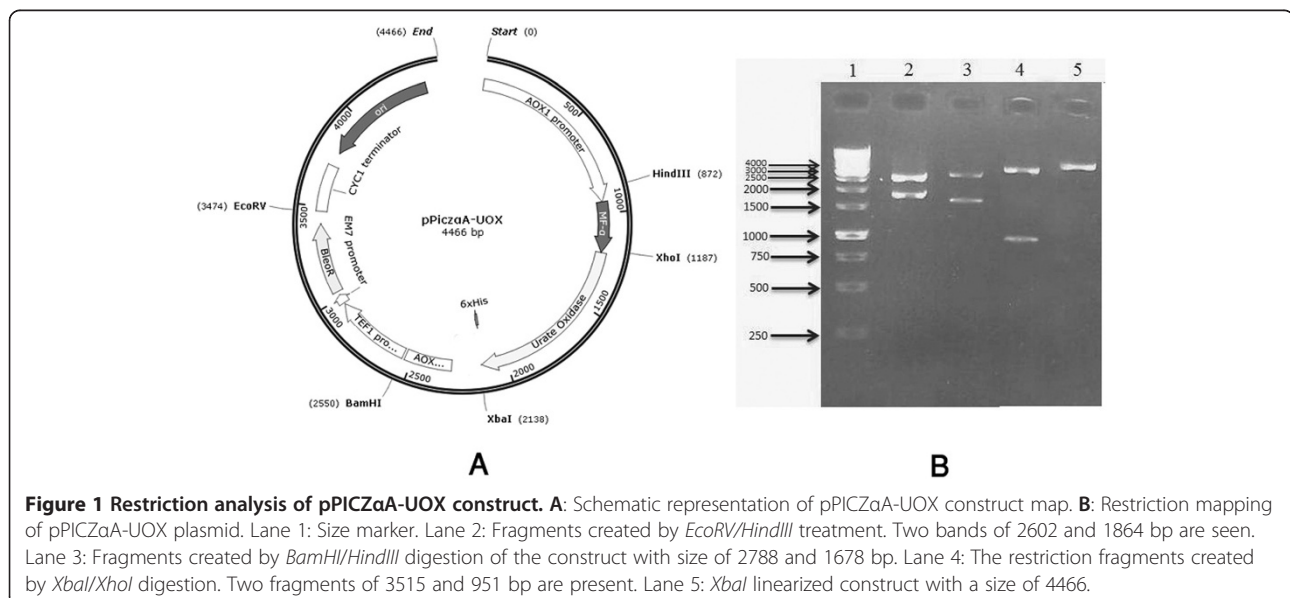 (4466) End
Start (0)
ori
AOX1 promoter
500
4000
CYC1 terminator
HindIII (872)
1000
(3474) EcoRV
3500
pPiczαA-UOX
4466 bp
MF-α
EM7 promoter
BleoR
XhoI (1187)
6xHis
1500
Urate Oxidase
3000
TEF1 pro...
AOX...
2500
2000
(2550) BamHI
XbaI (2138)
A
1 2 3 4 5
4000
3000
2500
2000
1500
1000
750
500
250
B
Figure 1 Restriction analysis of pPICZαA-UOX construct. A: Schematic representation of pPICZαA-UOX construct map. B: Restriction mapping
of pPICZαA-UOX plasmid. Lane 1: Size marker. Lane 2: Fragments created by EcoRV/HindIII treatment. Two bands of 2602 and 1864 bp are seen.
Lane 3: Fragments created by BamHI/HindIII digestion of the construct with size of 2788 and 1678 bp. Lane 4: The restriction fragments created
by XbaI/XhoI digestion. Two fragments of 3515 and 951 bp are present. Lane 5: XbaI linearized construct with a size of 4466.